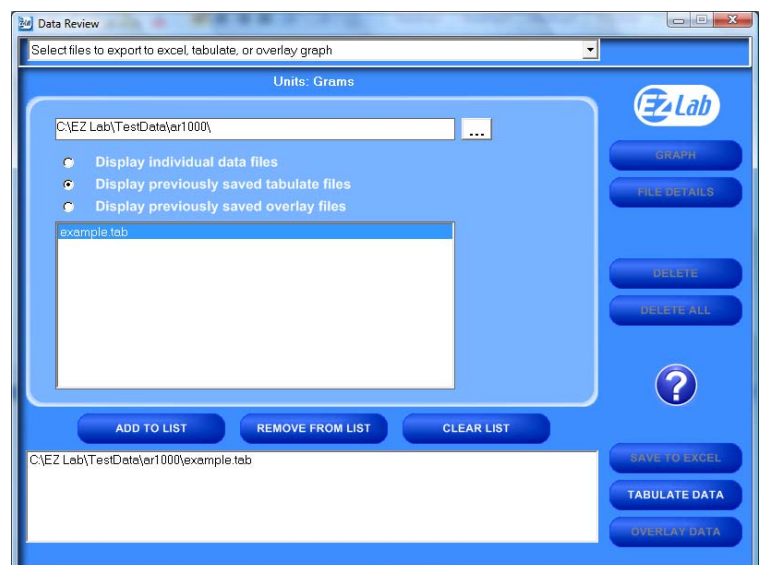 Data Review
Select files to export to excel, tabulate, or overlay graph
Units: Grams
EZ Lab
C:\EZ Lab\TestData\ar1000\
...
Display individual data files
Display previously saved tabulate files
Display previously saved overlay files
example.tab
GRAPH
FILE DETAILS
DELETE
DELETE ALL
?
ADD TO LIST
REMOVE FROM LIST
CLEAR LIST
C:\EZ Lab\TestData\ar1000\example.tab
SAVE TO EXCEL
TABULATE DATA
OVERLAY DATA